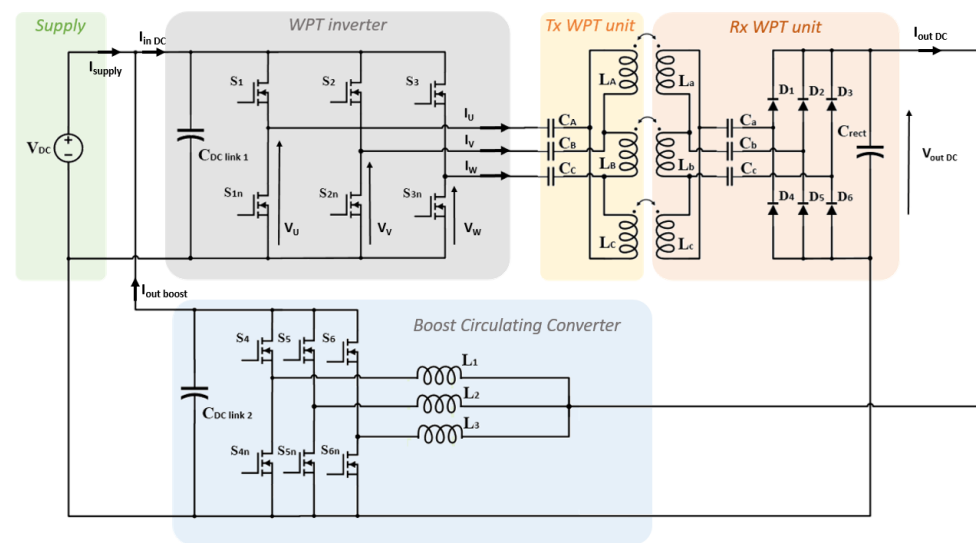 Supply
WPT inverter
Tx WPT unit
Rx WPT unit
I supply
I in DC
I out DC
S1
S2
S3
LA
La
D1
D2
D3
IU
CA
Ca
Crect
VDC
+
−
CDC link 1
IV
CB
LB
Lb
Cb
Vout DC
IW
CC
Cc
S1n
S2n
S3n
D4
D5
D6
VU
VV
VW
LC
Lc
Iout boost
Boost Circulating Converter
S4
S5
S6
L1
L2
L3
CDC link 2
S4n
S5n
S6n